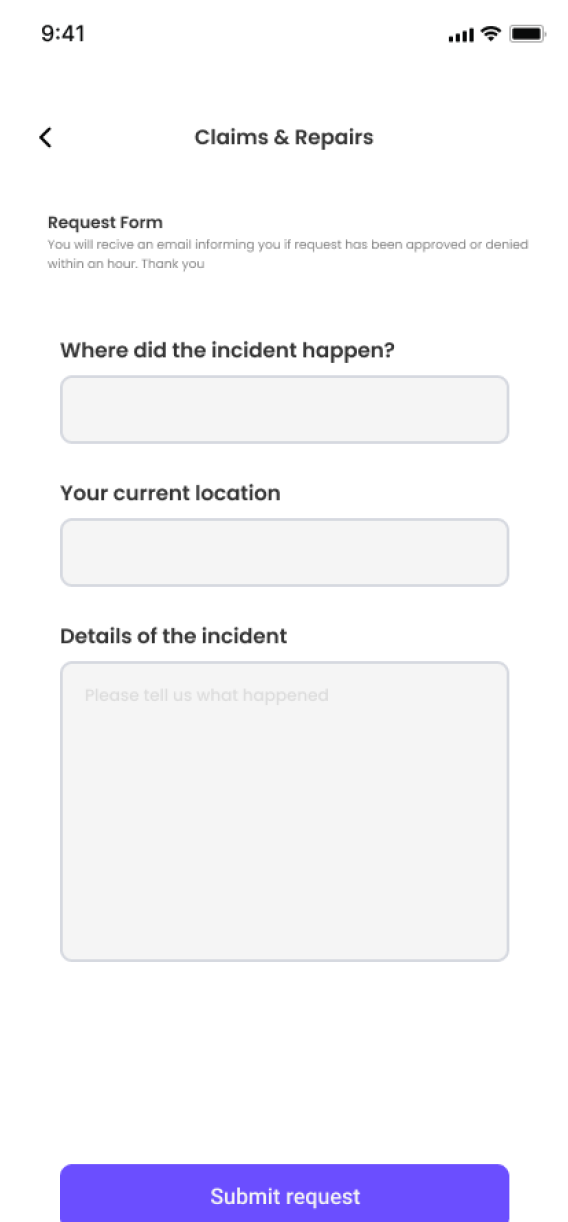 9:41
Claims & Repairs
Request Form
You will recive an email informing you if request has been approved or denied
within an hour. Thank you
Where did the incident happen?
Your current location
Details of the incident
Please tell us what happened
Submit request